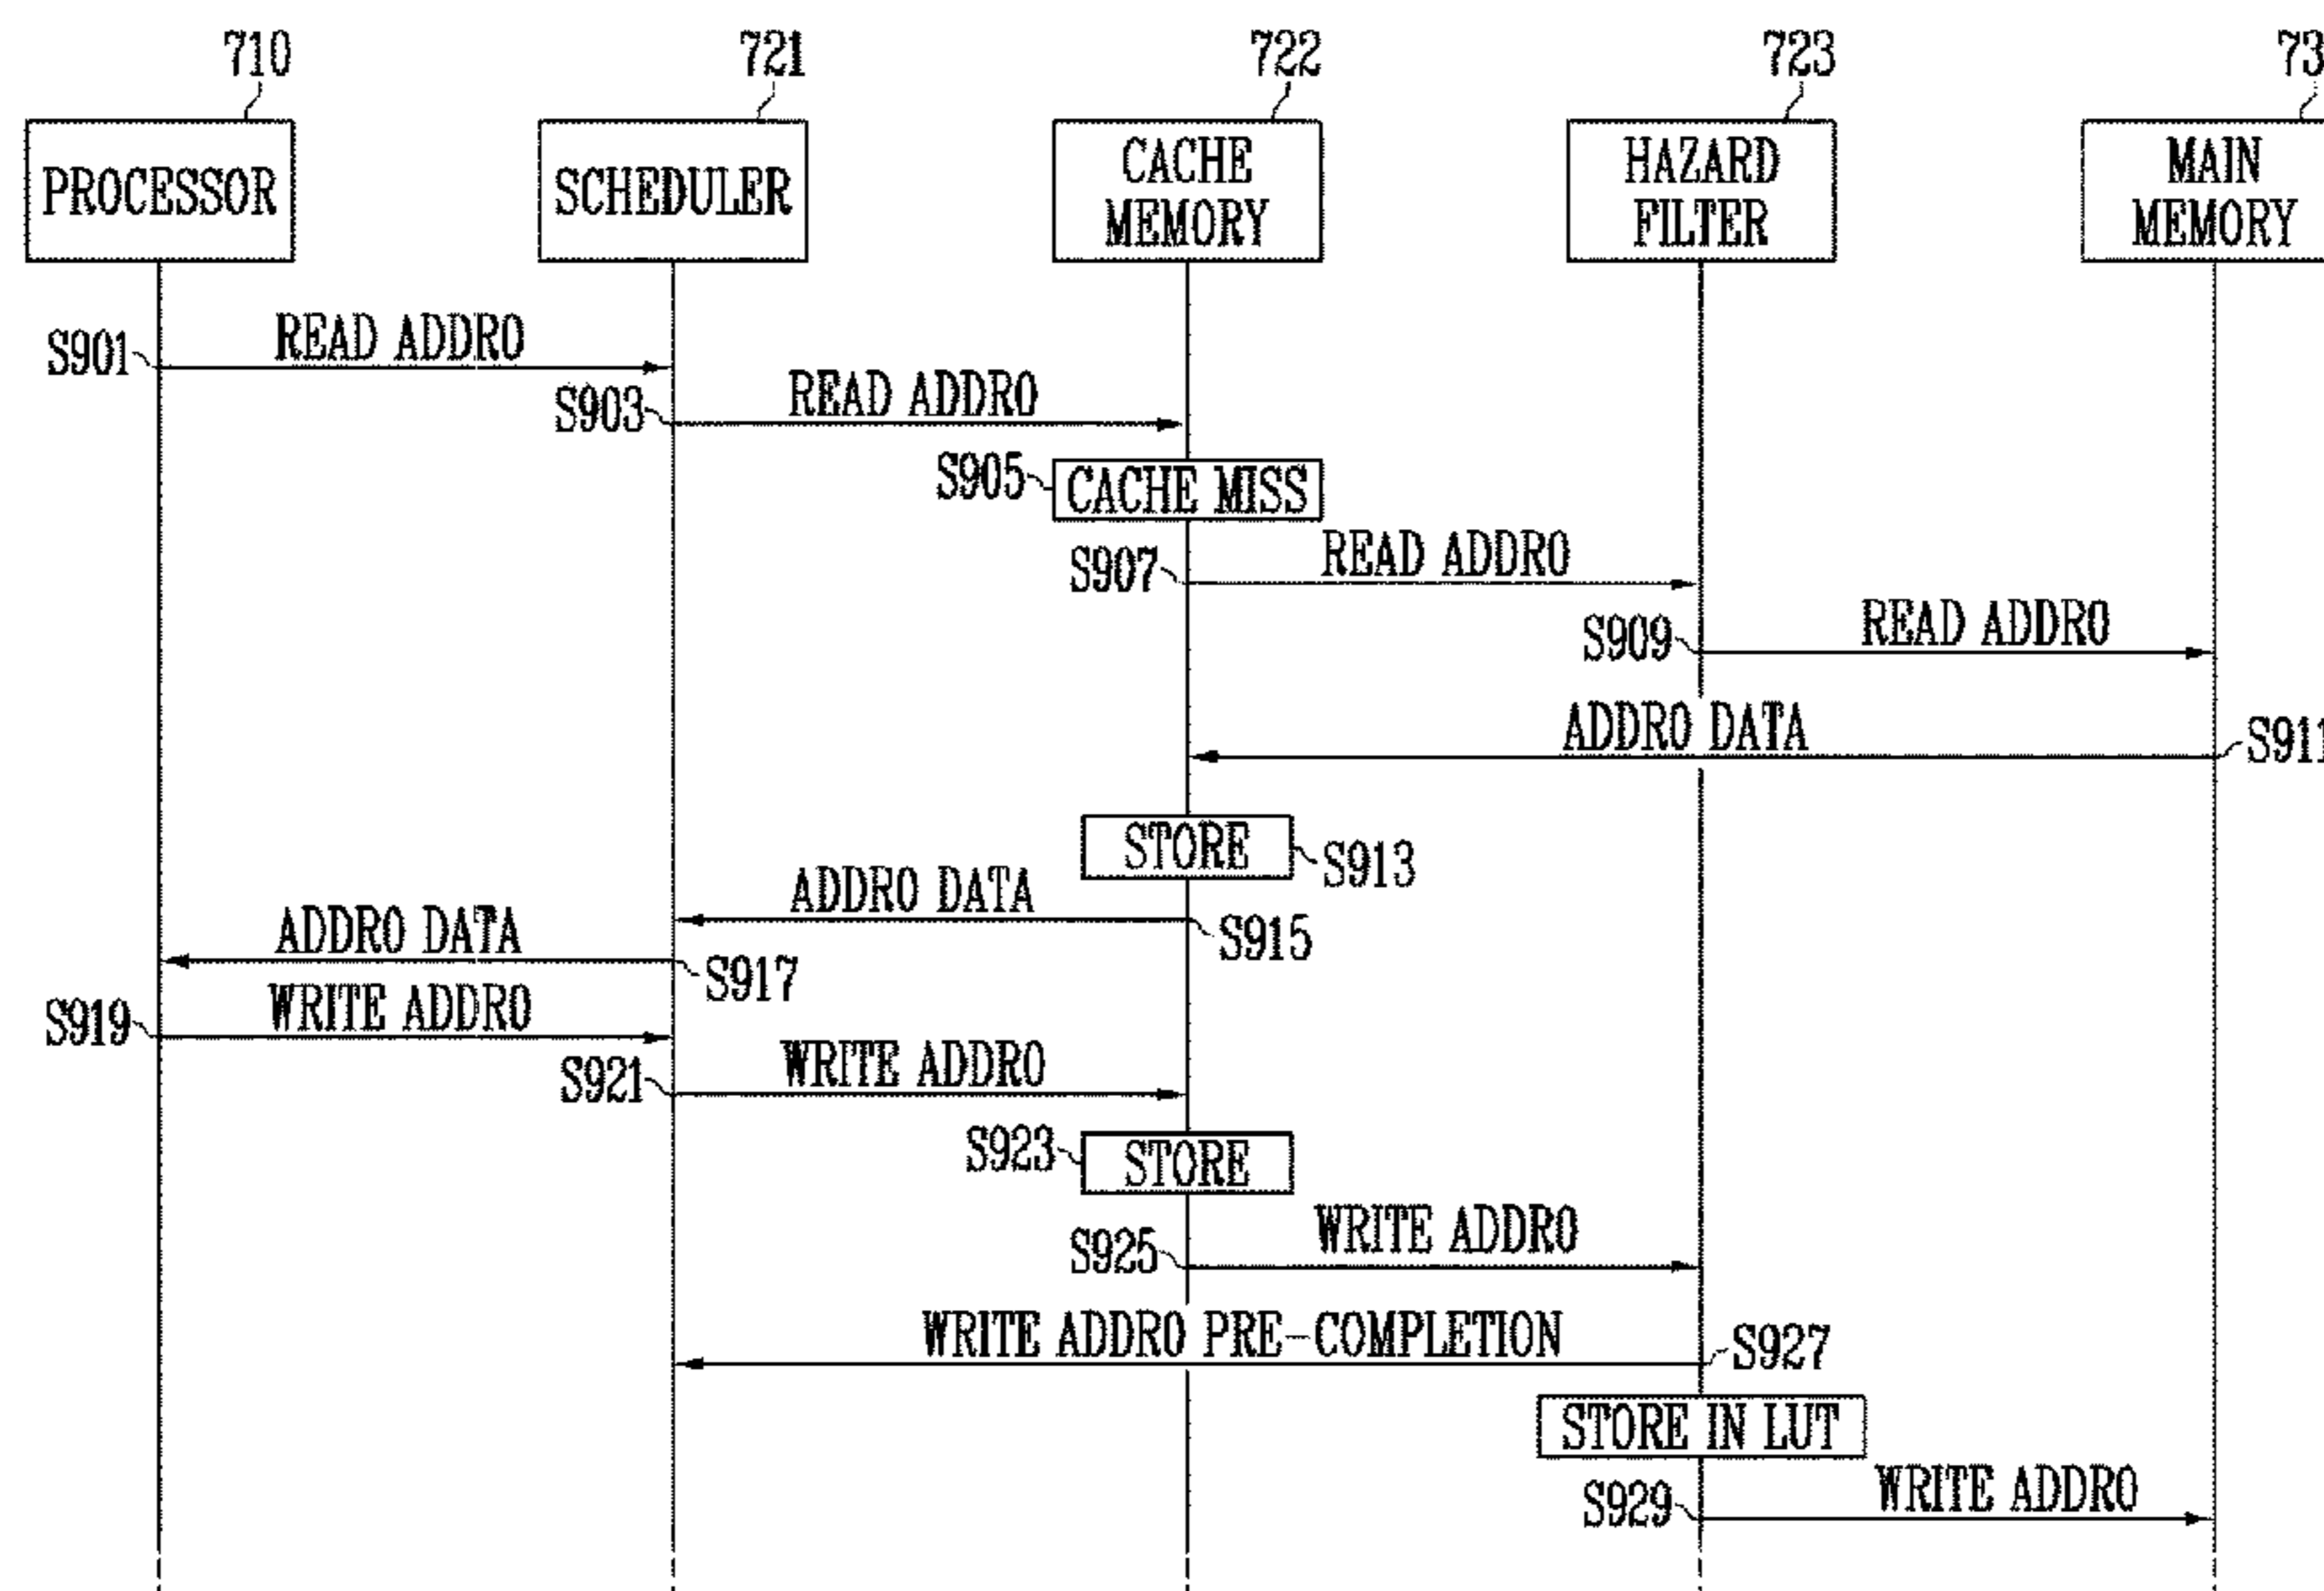 710
721
722
723
73
PROCESSOR
SCHEDULER
CACHE
MEMORY
HAZARD
FILTER
MAIN
MEMORY
S901
READ ADDR0
S903
READ ADDR0
S905
CACHE MISS
S907
READ ADDR0
S909
READ ADDR0
ADDR0 DATA
S911
STORE
S913
ADDR0 DATA
S915
ADDR0 DATA
S917
S919
WRITE ADDR0
S921
WRITE ADDR0
S923
STORE
S925
WRITE ADDR0
WRITE ADDR0 PRE-COMPLETION
S927
STORE IN LUT
S929
WRITE ADDR0